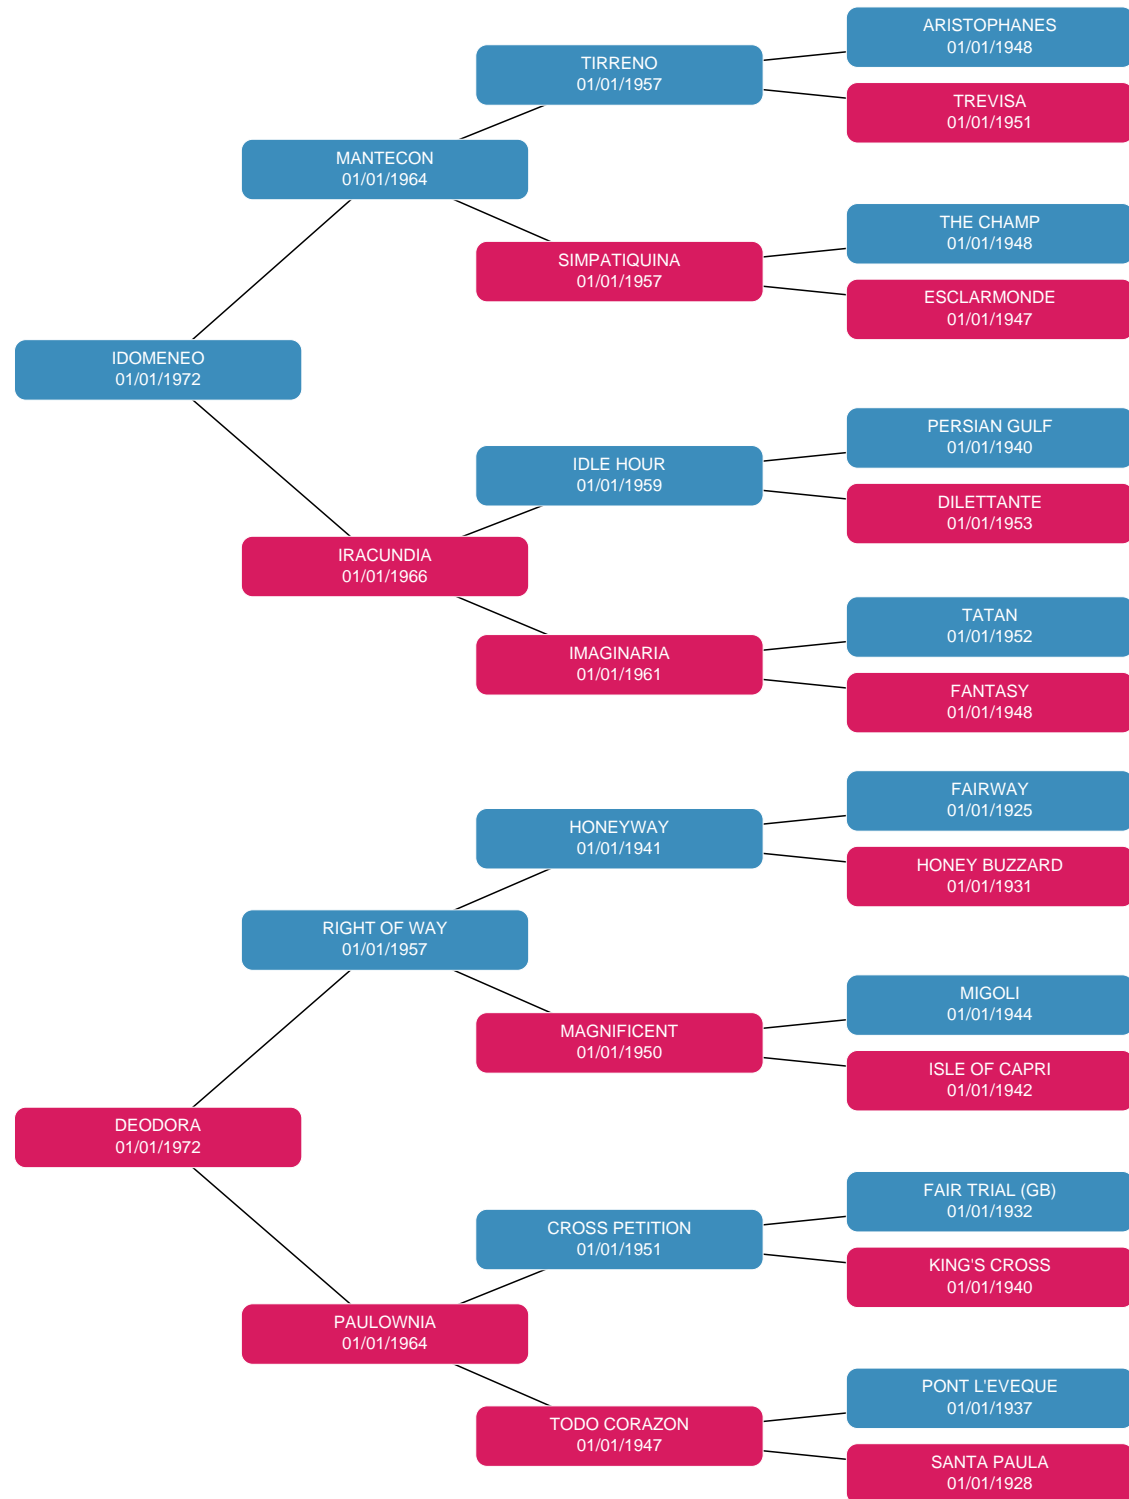 ARISTOPHANES
01/01/1948
TIRRENO
01/01/1957
TREVISA
01/01/1951
MANTECON
01/01/1964
THE CHAMP
01/01/1948
SIMPATIQUINA
01/01/1957
ESCLARMONDE
01/01/1947
IDOMENEO
01/01/1972
PERSIAN GULF
01/01/1940
IDLE HOUR
01/01/1959
DILETTANTE
01/01/1953
IRACUNDIA
01/01/1966
TATAN
01/01/1952
IMAGINARIA
01/01/1961
FANTASY
01/01/1948
FAIRWAY
01/01/1925
HONEYWAY
01/01/1941
HONEY BUZZARD
01/01/1931
RIGHT OF WAY
01/01/1957
MIGOLI
01/01/1944
MAGNIFICENT
01/01/1950
ISLE OF CAPRI
01/01/1942
DEODORA
01/01/1972
FAIR TRIAL (GB)
01/01/1932
CROSS PETITION
01/01/1951
KING'S CROSS
01/01/1940
PAULOWNIA
01/01/1964
PONT L'EVEQUE
01/01/1937
TODO CORAZON
01/01/1947
SANTA PAULA
01/01/1928